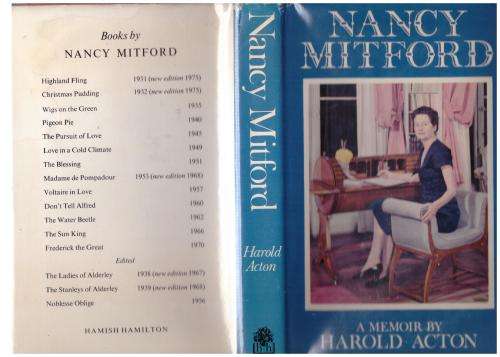 Books by
NANCY MITFORD
Highland Fling 1931 (new edition 1975)
Christmas Pudding 1932 (new edition 1975)
Wigs on the Green 1935
Pigeon Pie 1940
The Pursuit of Love 1945
Love in a Cold Climate 1949
The Blessing 1951
Madame de Pompadour 1953 (new edition 1968)
Voltaire in Love 1957
Don't Tell Alfred 1960
The Water Beetle 1962
The Sun King 1966
Frederick the Great 1970
Edited
The Ladies of Alderley 1938 (new edition 1967)
The Stanleys of Alderley 1939 (new edition 1968)
Noblesse Oblige 1956
HAMISH HAMILTON
Nancy Mitford
Harold
Acton
NANCY
MITFORD
A MEMOIR BY
HAROLD ACTON